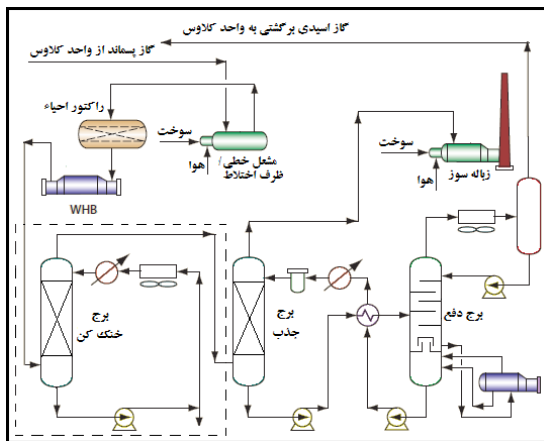 گاز اسیدی برگشتی به واحد کلاوس
گاز پسماند از واحد کلاوس
راکتور احیاء
سوخت
هوا
مشعل خطی /
ظرف اختلاط
WHB
سوخت
هوا
زباله سوز
برج
خنک کن
برج
جذب
برج دفع